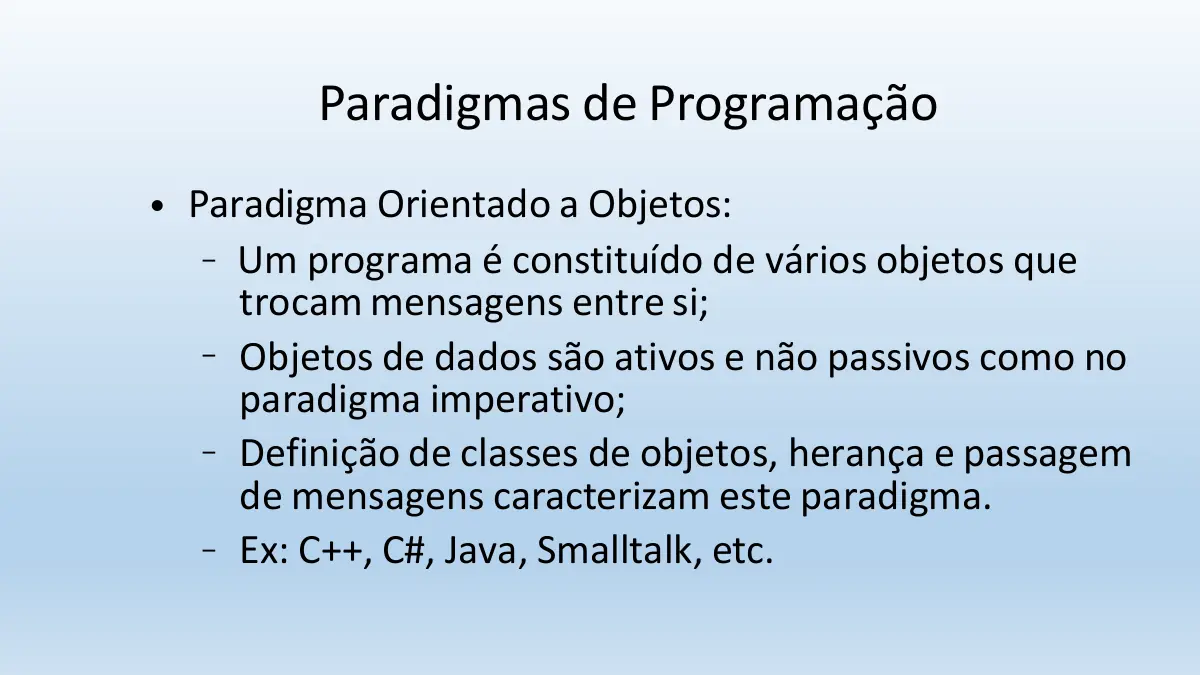 Paradigmas de Programação
• Paradigma Orientado a Objetos:
– Um programa é constituído de vários objetos que
trocam mensagens entre si;
– Objetos de dados são ativos e não passivos como no
paradigma imperativo;
– Definição de classes de objetos, herança e passagem
de mensagens caracterizam este paradigma.
– Ex: C++, C#, Java, Smalltalk, etc.